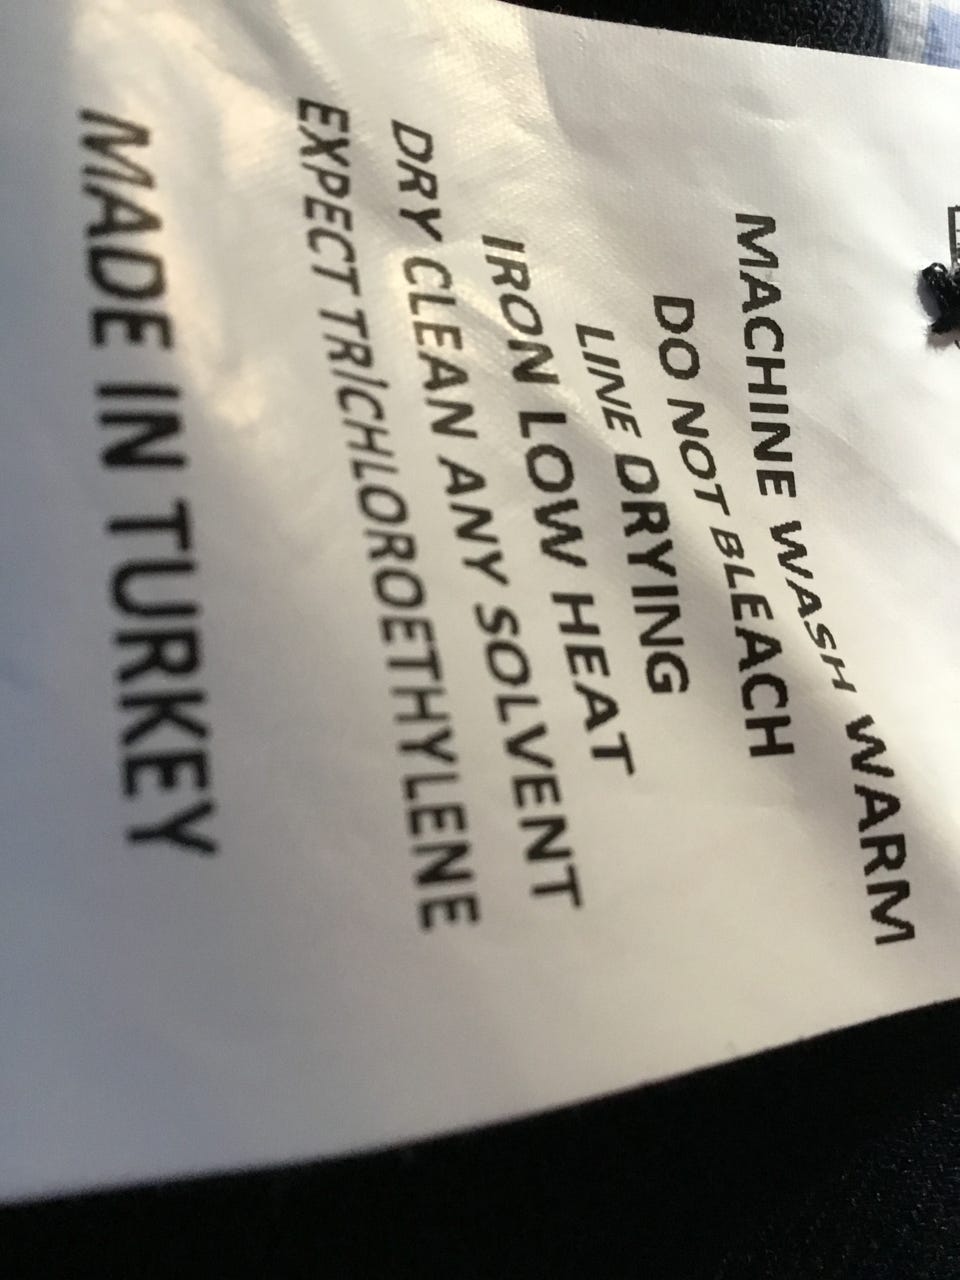 MACHINE WASH WARM
DO NOT BLEACH
LINE DRYING
IRON LOW HEAT
DRY CLEAN ANY SOLVENT
EXPECT TRICHLOROETHYLENE
MADE IN TURKEY